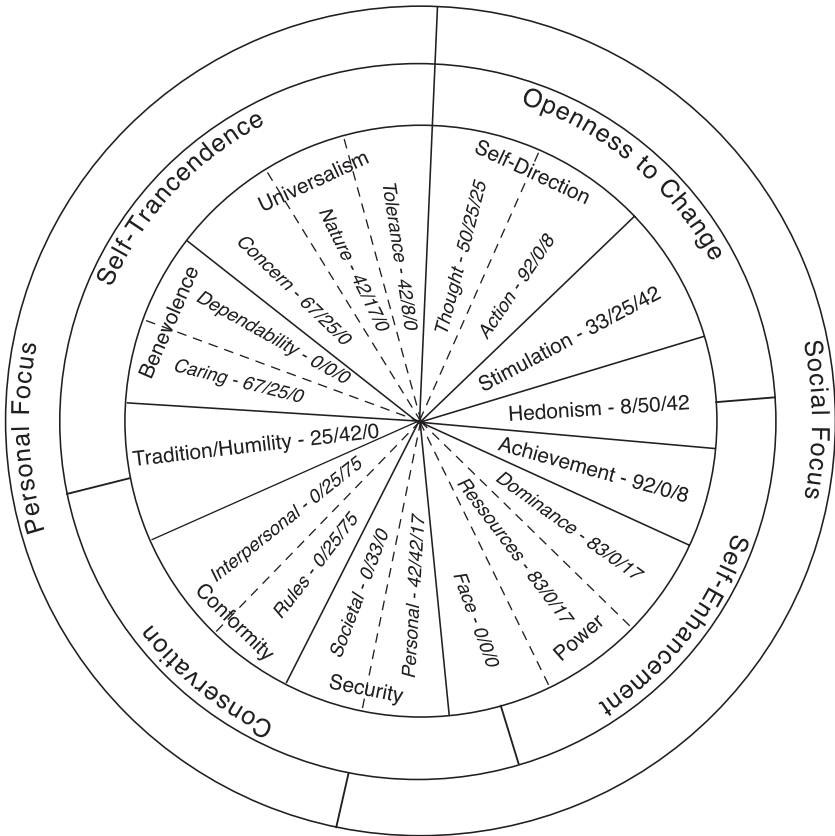 Personal Focus
Social Focus
Self-Trancendence
Openness to Change
Self-Enhancement
Conservation
Universalism
Concern - 67/25/0
Nature - 42/17/0
Tolerance - 42/8/0
Self-Direction
Thought - 50/25/25
Action - 92/0/8
Stimulation - 33/25/42
Hedonism - 8/50/42
Achievement - 92/0/8
Power
Dominance - 83/0/17
Ressources - 83/0/17
Face - 0/0/0
Security
Personal - 42/42/17
Societal - 0/33/0
Conformity
Rules - 0/25/75
Interpersonal - 0/25/75
Tradition/Humility - 25/42/0
Benevolence
Caring - 67/25/0
Dependability - 0/0/0